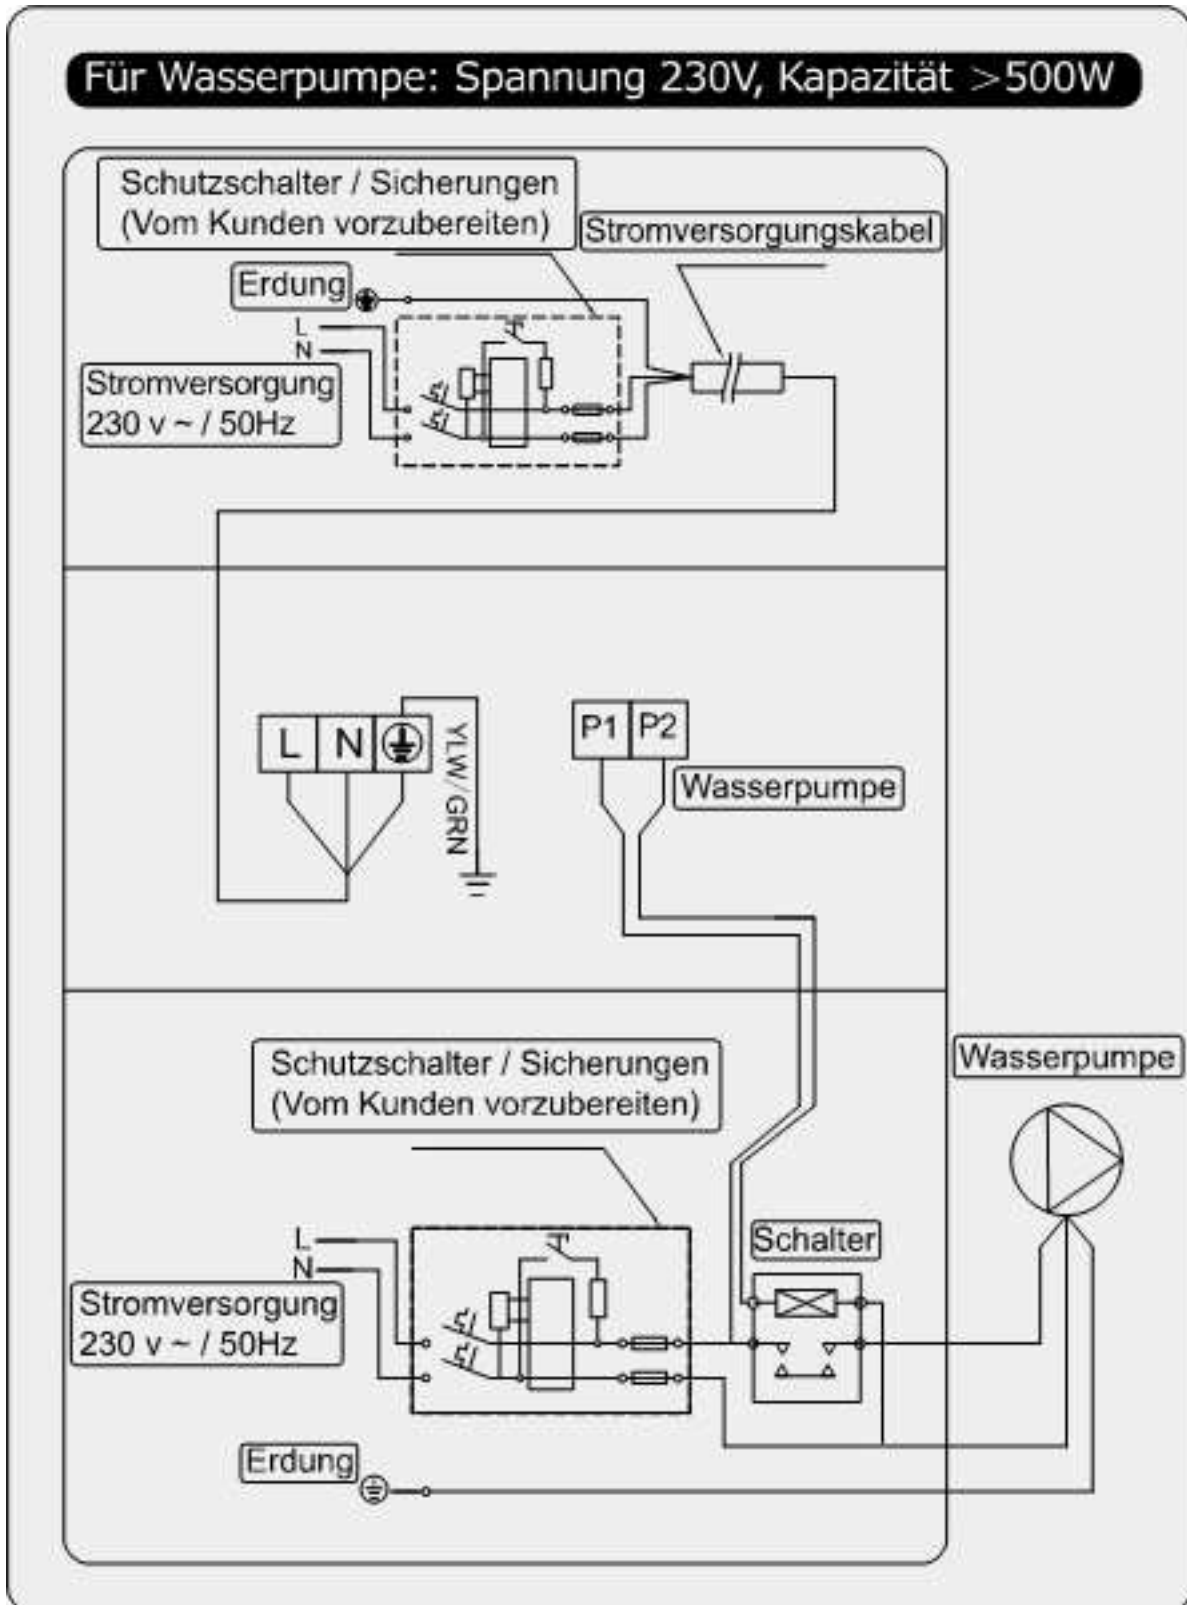 Für Wasserpumpe: Spannung 230V, Kapazität >500W
Schutzschalter / Sicherungen
(Vom Kunden vorzubereiten)
Stromversorgungskabel
Erdung
L
N
Stromversorgung
230 v ~ / 50Hz
L N
YLW/GRN
P1 P2
Wasserpumpe
Schutzschalter / Sicherungen
(Vom Kunden vorzubereiten)
Wasserpumpe
L
N
Schalter
Stromversorgung
230 v ~ / 50Hz
Erdung